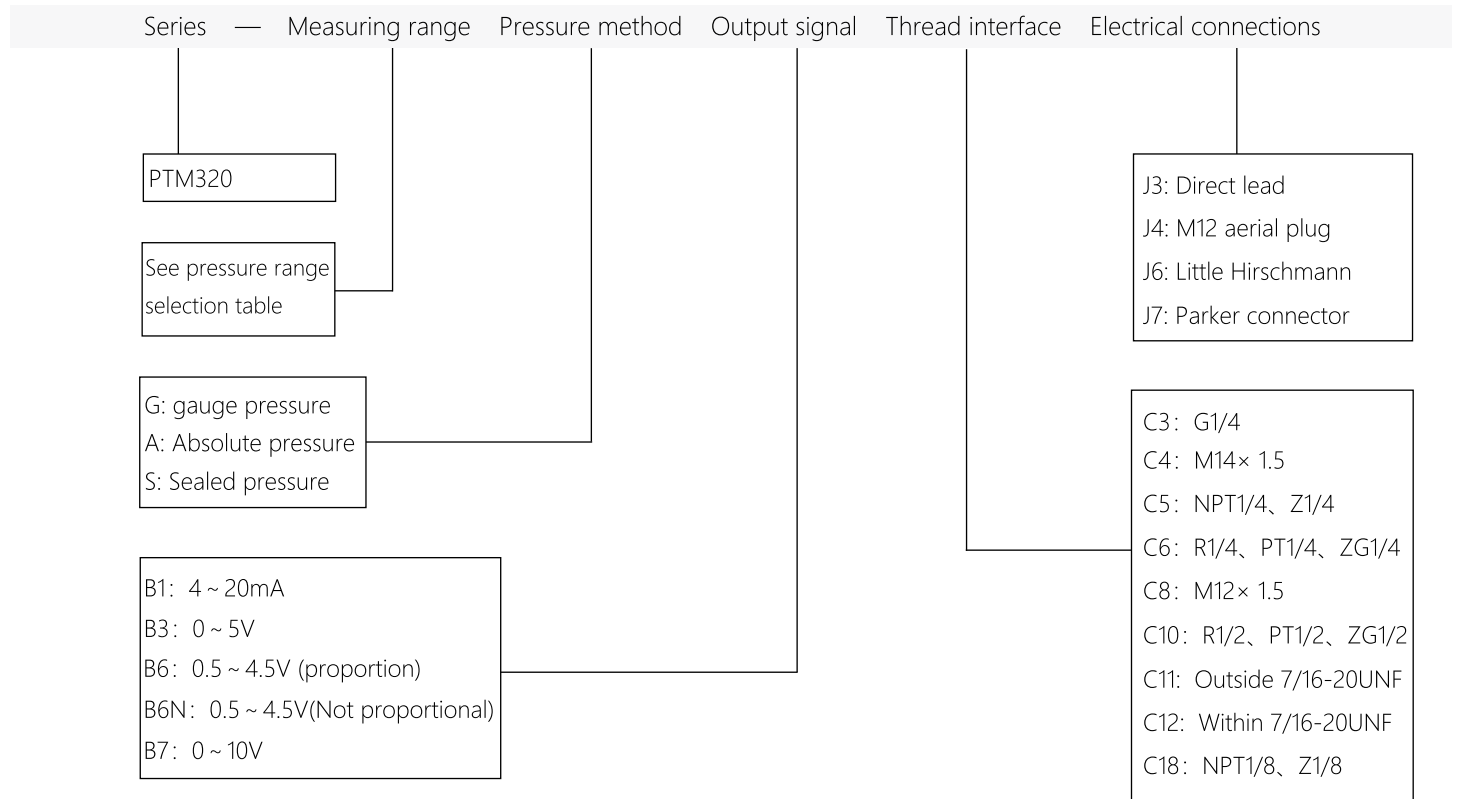 Series — Measuring range Pressure method Output signal Thread interface Electrical connections
PTM320
See pressure range
selection table
G: gauge pressure
A: Absolute pressure
S: Sealed pressure
B1: 4~20mA
B3: 0~5V
B6: 0.5~4.5V (proportion)
B6N: 0.5~4.5V(Not proportional)
B7: 0~10V
J3: Direct lead
J4: M12 aerial plug
J6: Little Hirschmann
J7: Parker connector
C3: G1/4
C4: M14× 1.5
C5: NPT1/4、Z1/4
C6: R1/4、PT1/4、ZG1/4
C8: M12× 1.5
C10: R1/2、PT1/2、ZG1/2
C11: Outside 7/16-20UNF
C12: Within 7/16-20UNF
C18: NPT1/8、Z1/8